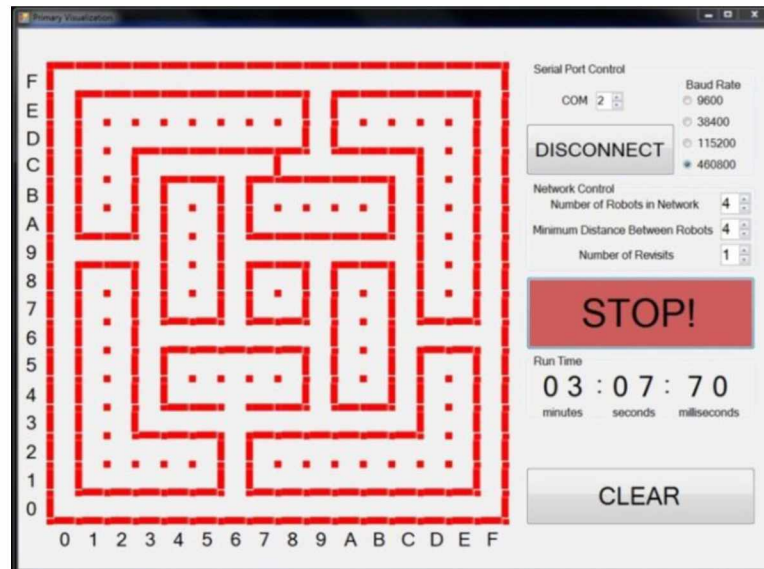 Primary Visualization
F
E
D
C
B
A
9
8
7
6
5
4
3
2
1
0
0 1 2 3 4 5 6 7 8 9 A B C D E F
Serial Port Control
COM 2
Baud Rate
9600
38400
115200
460800
DISCONNECT
Network Control
Number of Robots in Network 4
Minimum Distance Between Robots 4
Number of Revisits 1
STOP!
Run Time
03 : 07 : 70
minutes seconds milliseconds
CLEAR